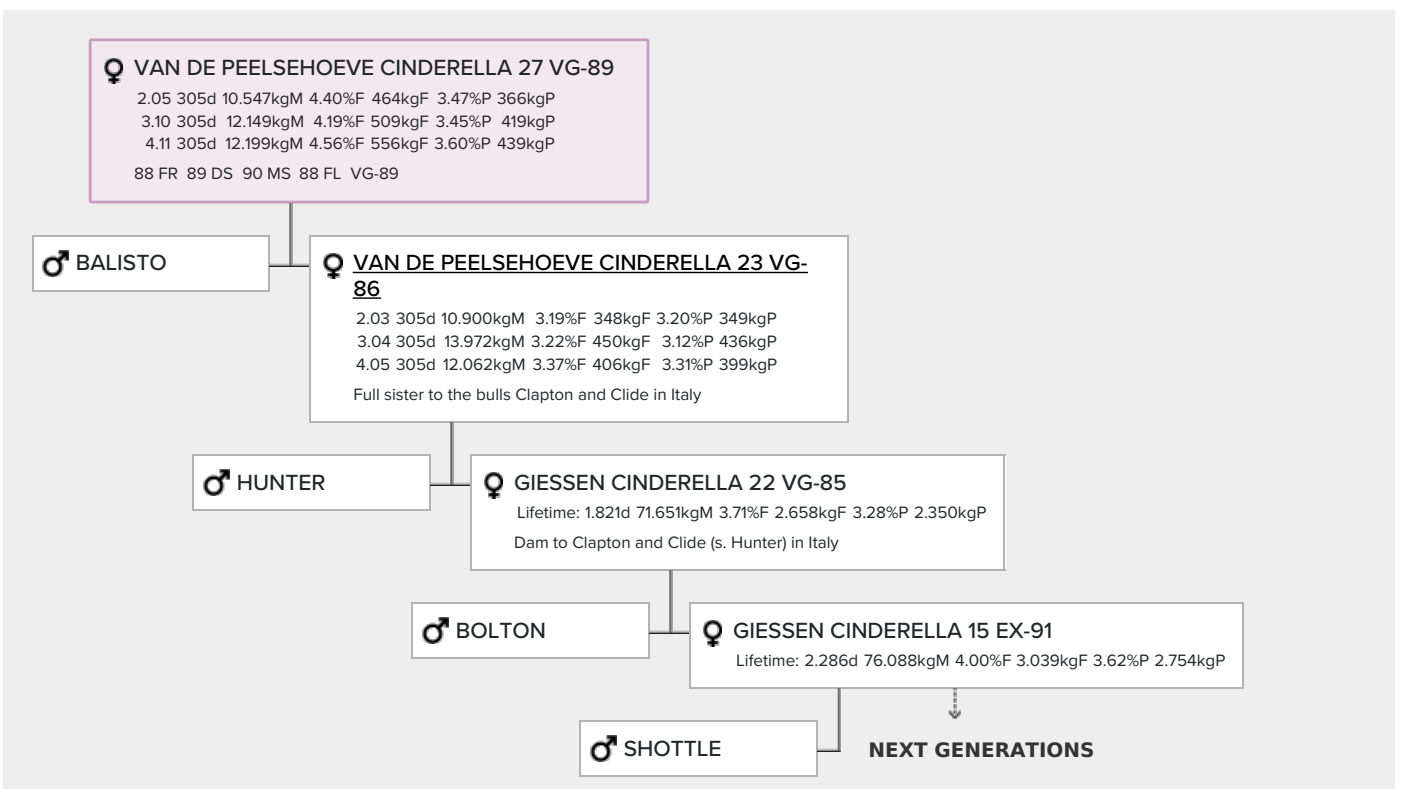 VAN DE PEELSEHOEVE CINDERELLA 27 VG-89
2.05 305d 10.547kgM 4.40%F 464kgF 3.47%P 366kgP
3.10 305d 12.149kgM 4.19%F 509kgF 3.45%P 419kgP
4.11 305d 12.199kgM 4.56%F 556kgF 3.60%P 439kgP
88 FR 89 DS 90 MS 88 FL VG-89
BALISTO
VAN DE PEELSEHOEVE CINDERELLA 23 VG-
86
2.03 305d 10.900kgM 3.19%F 348kgF 3.20%P 349kgP
3.04 305d 13.972kgM 3.22%F 450kgF 3.12%P 436kgP
4.05 305d 12.062kgM 3.37%F 406kgF 3.31%P 399kgP
Full sister to the bulls Clapton and Clide in Italy
HUNTER
GIESSEN CINDERELLA 22 VG-85
Lifetime: 1.821d 71.651kgM 3.71%F 2.658kgF 3.28%P 2.350kgP
Dam to Clapton and Clide (s. Hunter) in Italy
BOLTON
GIESSEN CINDERELLA 15 EX-91
Lifetime: 2.286d 76.088kgM 4.00%F 3.039kgF 3.62%P 2.754kgP
SHOTTLE
NEXT GENERATIONS